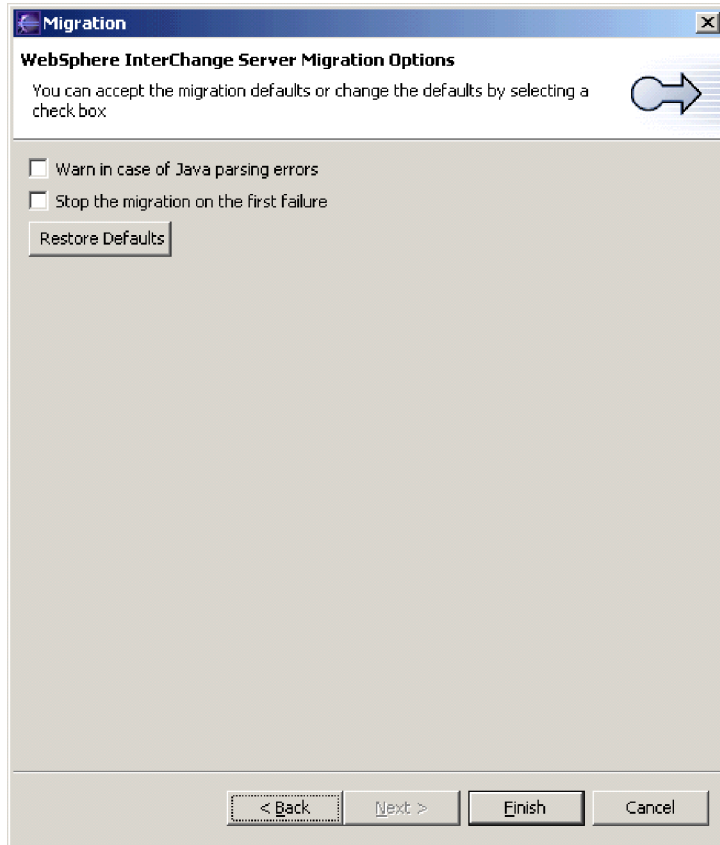 Migration
WebSphere InterChange Server Migration Options
You can accept the migration defaults or change the defaults by selecting a
check box
Warn in case of Java parsing errors
Stop the migration on the first failure
Restore Defaults
< Back Next > Finish Cancel